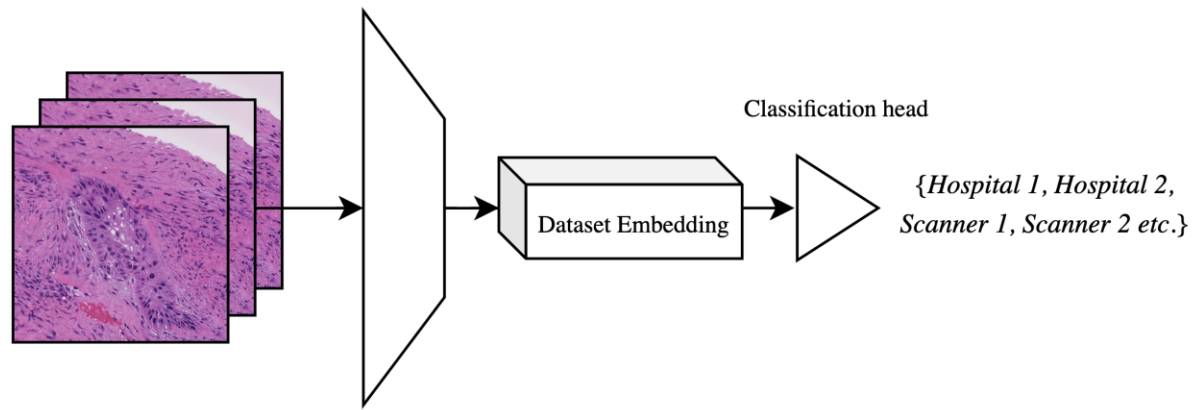 Classification head
Dataset Embedding
{Hospital 1, Hospital 2,
Scanner 1, Scanner 2 etc.}